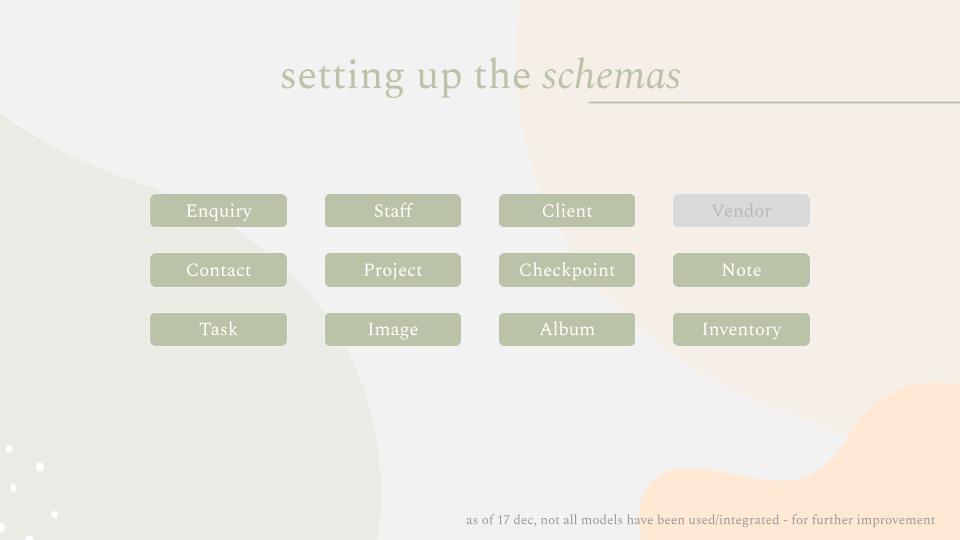 setting up the schemas
Enquiry Staff Client Vendor
Contact Project Checkpoint Note
Task Image Album Inventory
as of 17 dec, not all models have been used/integrated - for further improvement